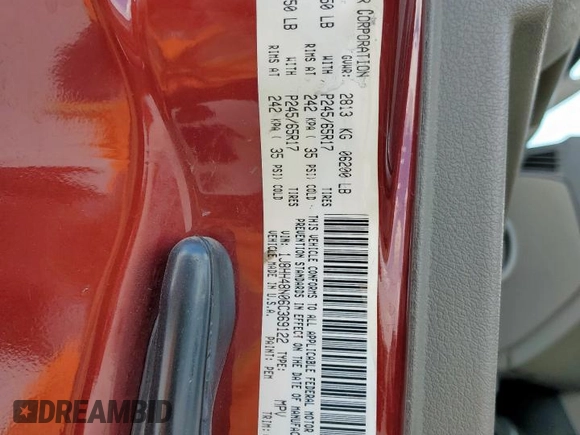 R CORPORATION
GVWR: 2813 KG 06200 LB
50 LB WITH P245/65R17 TIRES
RIMS AT 242 KPA ( 35 PSI) COLD
50 LB WITH P245/65R17 TIRES
RIMS AT 242 KPA ( 35 PSI) COLD
THIS VEHICLE CONFORMS TO ALL APPLICABLE FEDERAL MOTOR
PREVENTION STANDARDS IN EFFECT ON THE DATE OF MANUFAC
VIN: 1J8HH48N06C369122 TYPE: MPV
VEHICLE MADE IN U.S.A. PAINT: PEM TRIM:
DREAMBID